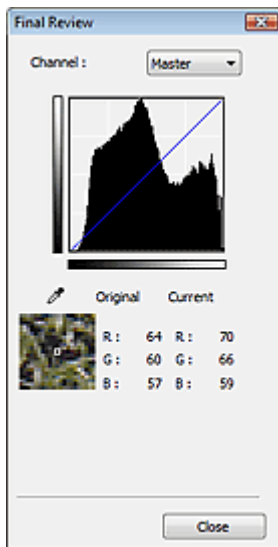 Final Review
Channel : Master
Original Current
R : 64 R : 70
G : 60 G : 66
B : 57 B : 59
Close